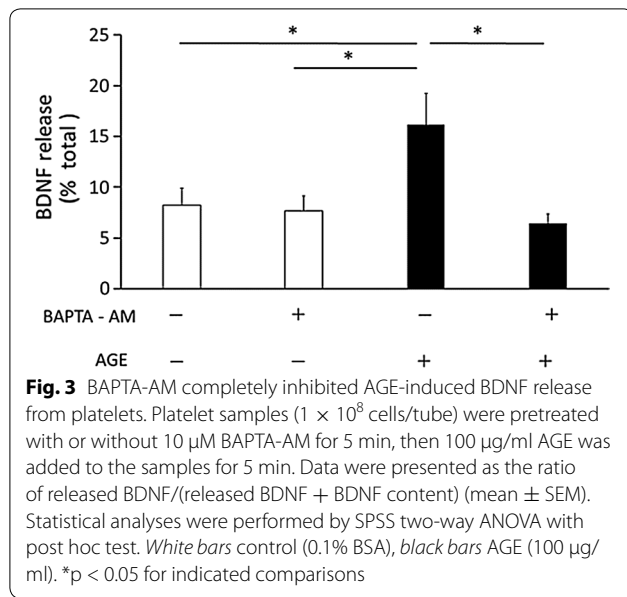 25
*
*
*
20
15
10
5
0
BDNF release
(% total )
BAPTA - AM − + − +
AGE − − + +
Fig. 3 BAPTA-AM completely inhibited AGE-induced BDNF release
from platelets. Platelet samples (1 × 10⁸ cells/tube) were pretreated
with or without 10 μM BAPTA-AM for 5 min, then 100 μg/ml AGE was
added to the samples for 5 min. Data were presented as the ratio
of released BDNF/(released BDNF + BDNF content) (mean ± SEM).
Statistical analyses were performed by SPSS two-way ANOVA with
post hoc test. White bars control (0.1% BSA), black bars AGE (100 μg/
ml). *p < 0.05 for indicated comparisons